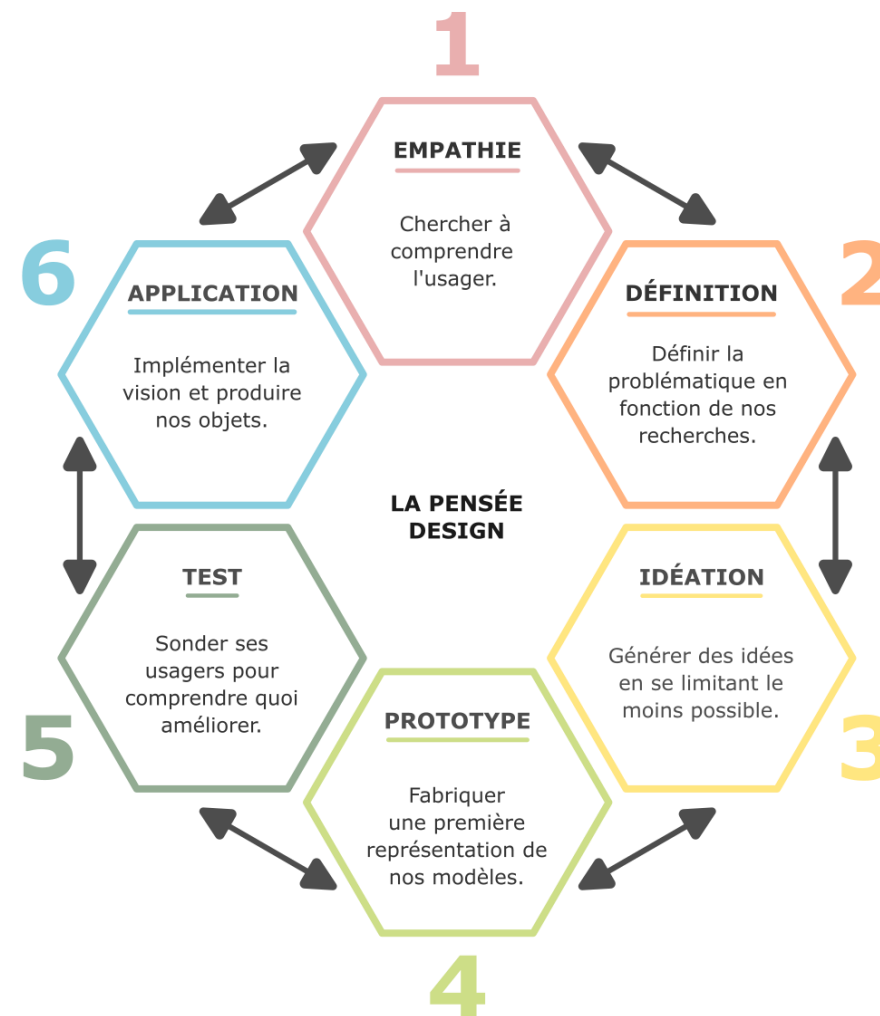 1
EMPATHIE
Chercher à
comprendre
l'usager.
2
DÉFINITION
Définir la
problématique en
fonction de nos
recherches.
3
IDÉATION
Générer des idées
en se limitant le
moins possible.
4
PROTOTYPE
Fabriquer
une première
représentation de
nos modèles.
5
TEST
Sonder ses
usagers pour
comprendre quoi
améliorer.
6
APPLICATION
Implémenter la
vision et produire
nos objets.
LA PENSÉE
DESIGN